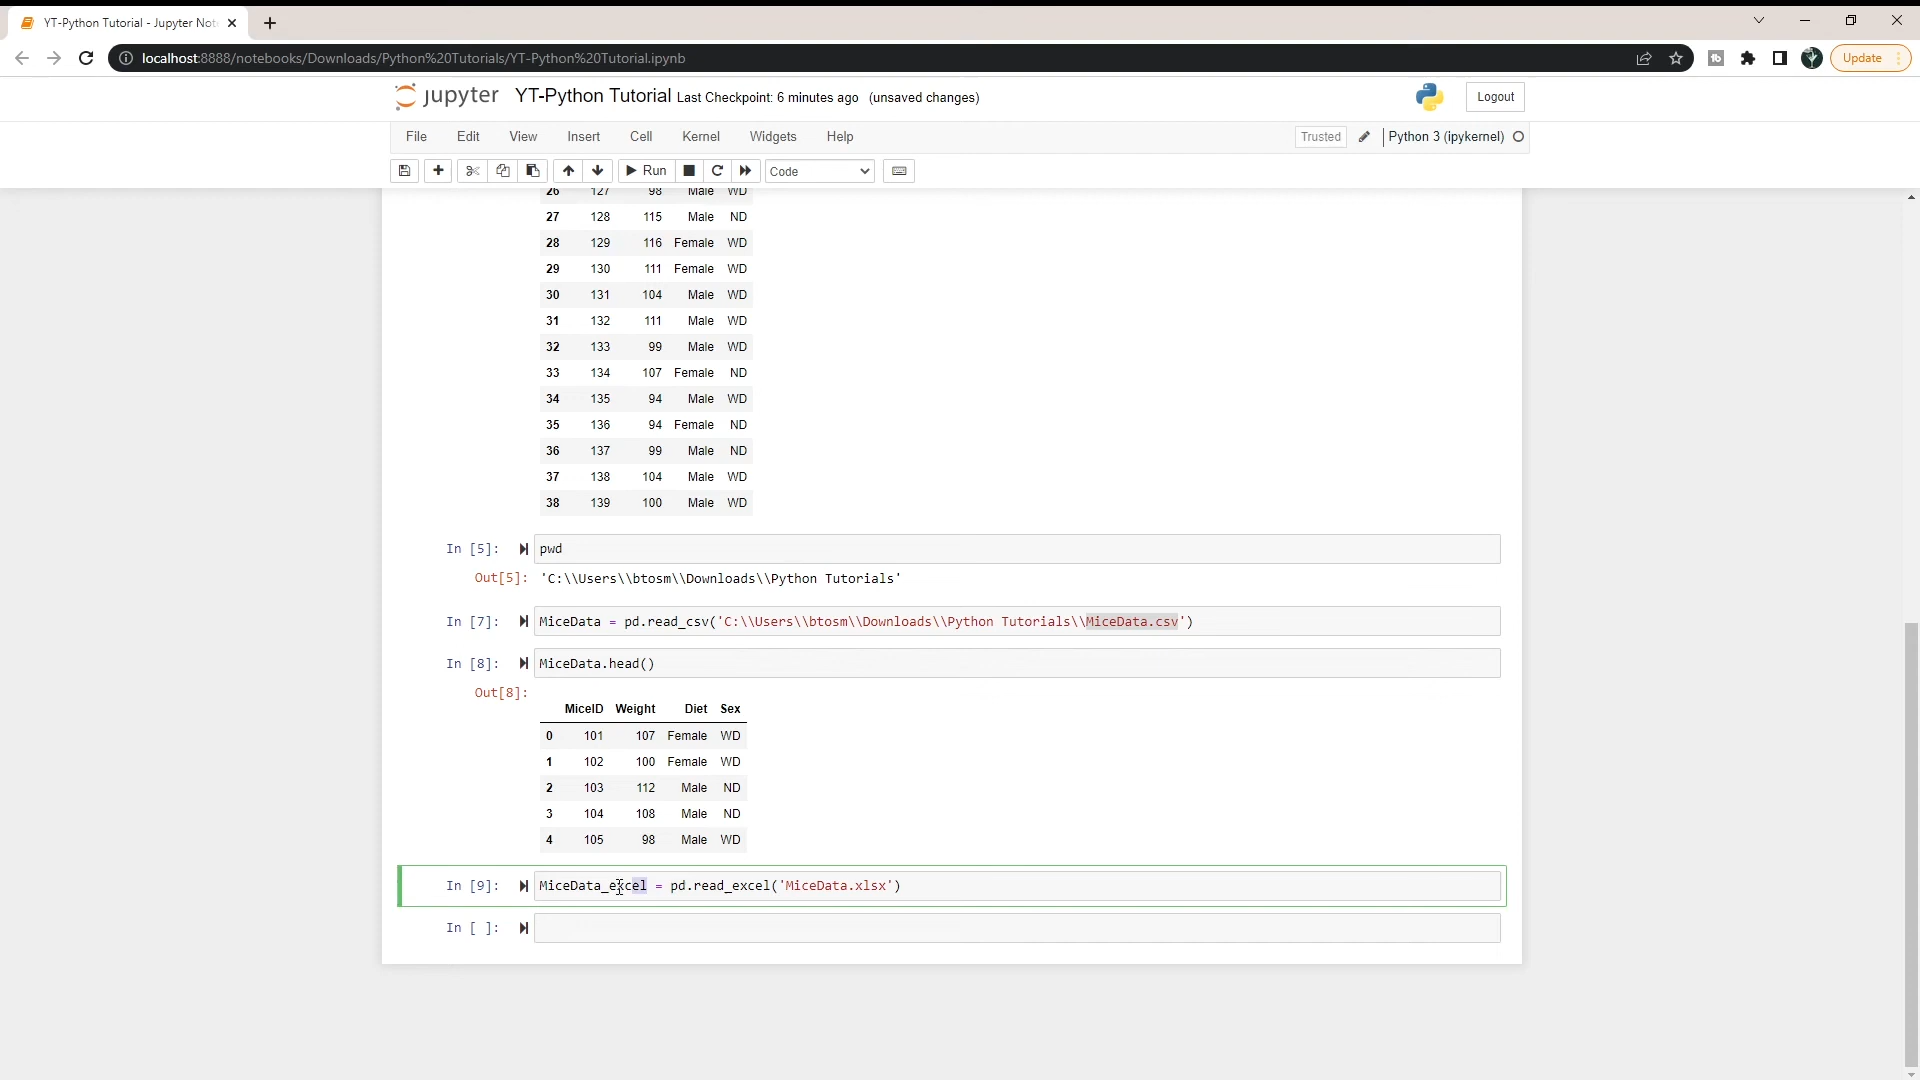 YT-Python Tutorial - Jupyter Not
localhost:8888/notebooks/Downloads/Python%20Tutorials/YT-Python%20Tutorial.ipynb
Update
jupyter YT-Python Tutorial Last Checkpoint: 6 minutes ago (unsaved changes)
Logout
File Edit View Insert Cell Kernel Widgets Help
Trusted Python 3 (ipykernel)
Run Code
26 127 98 Male WD
27 128 115 Male ND
28 129 116 Female WD
29 130 111 Female WD
30 131 104 Male WD
31 132 111 Male WD
32 133 99 Male WD
33 134 107 Female ND
34 135 94 Male WD
35 136 94 Female ND
36 137 99 Male ND
37 138 104 Male WD
38 139 100 Male WD
In [5]: pwd
Out[5]: 'C:\\Users\\btosm\\Downloads\\Python Tutorials'
In [7]: MiceData = pd.read_csv('C:\\Users\\btosm\\Downloads\\Python Tutorials\\MiceData.csv')
In [8]: MiceData.head()
Out[8]:
MiceID Weight Diet Sex
0 101 107 Female WD
1 102 100 Female WD
2 103 112 Male ND
3 104 108 Male ND
4 105 98 Male WD
In [9]: MiceData_excel = pd.read_excel('MiceData.xlsx')
In [ ]: